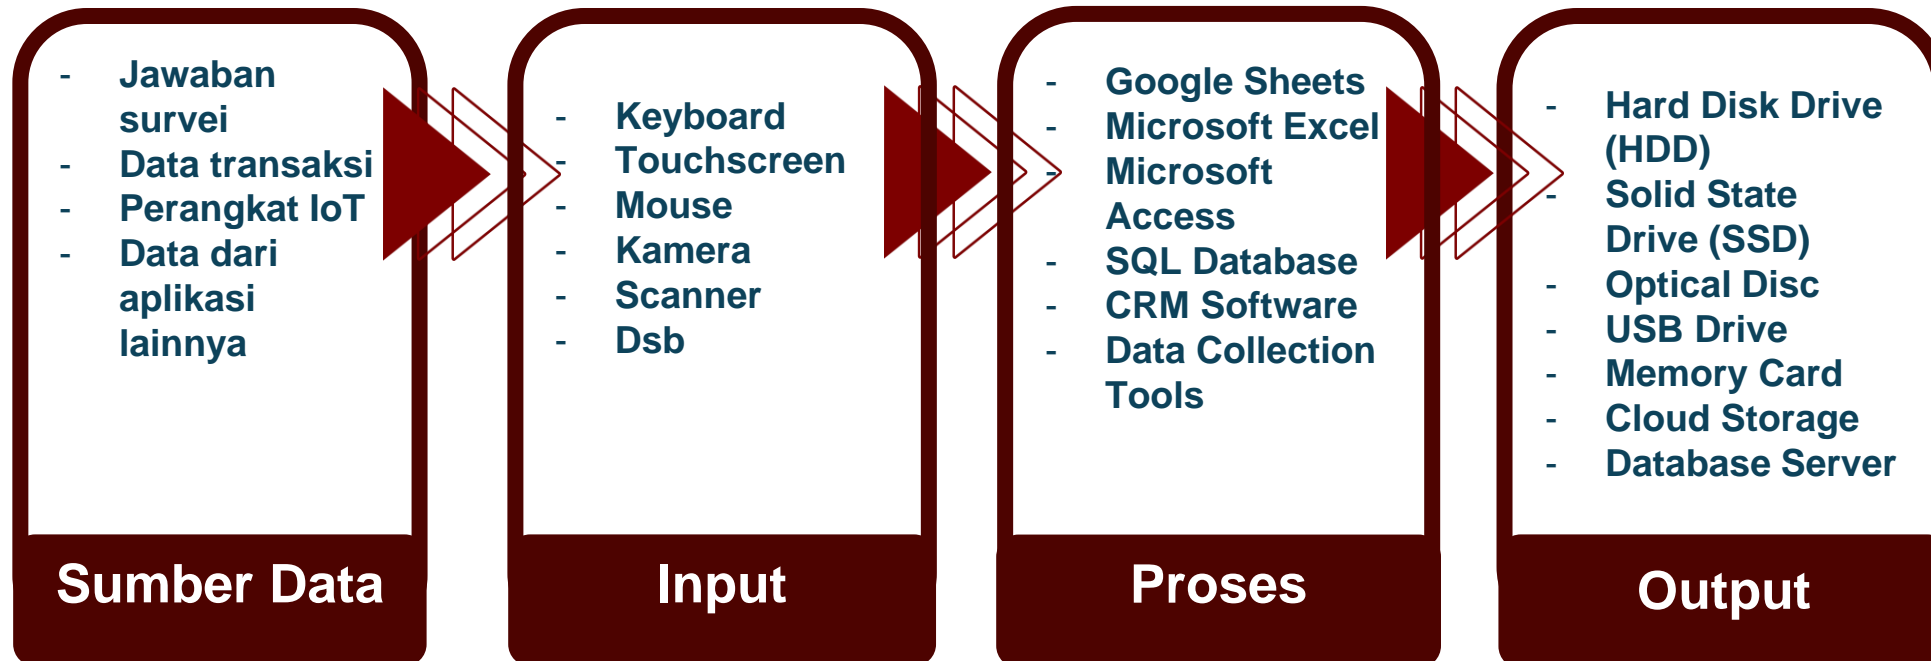 - Jawaban
survei
- Data transaksi
- Perangkat IoT
- Data dari
aplikasi
lainnya
Sumber Data
- Keyboard
- Touchscreen
- Mouse
- Kamera
- Scanner
- Dsb
Input
- Google Sheets
- Microsoft Excel
- Microsoft
Access
- SQL Database
- CRM Software
- Data Collection
Tools
Proses
- Hard Disk Drive
(HDD)
- Solid State
Drive (SSD)
- Optical Disc
- USB Drive
- Memory Card
- Cloud Storage
- Database Server
Output